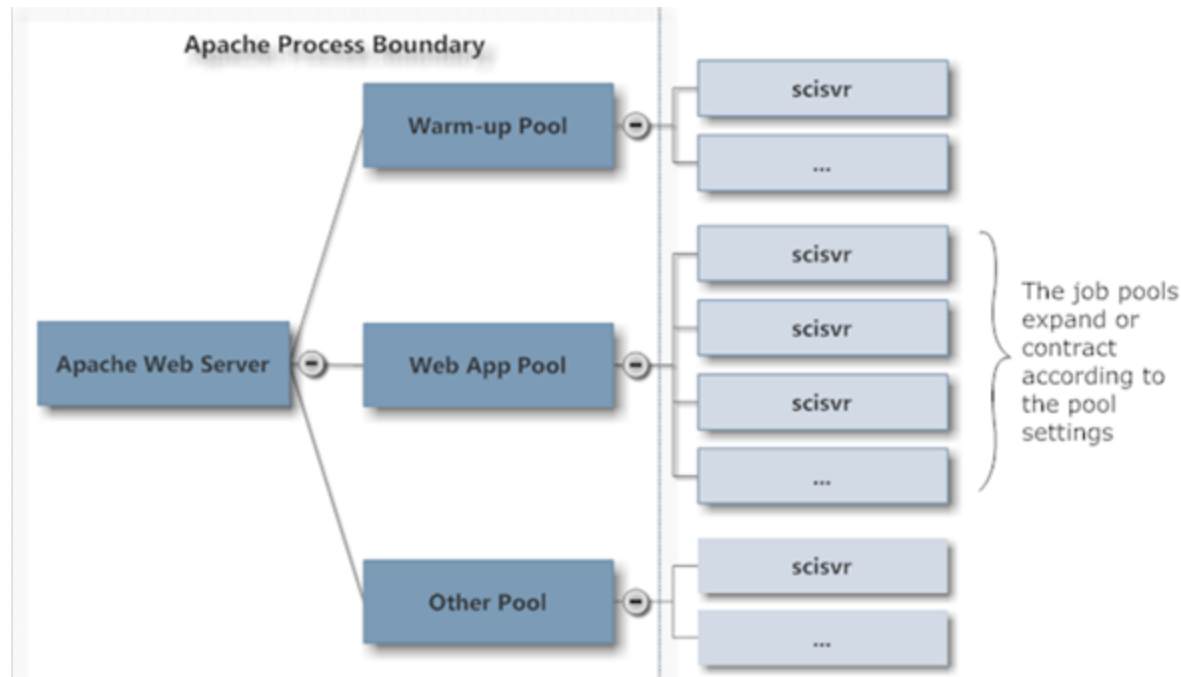 Apache Process Boundary
Warm-up Pool
scisvr
...
Apache Web Server
Web App Pool
scisvr
scisvr
scisvr
...
The job pools
expand or
contract
according to
the pool
settings
Other Pool
scisvr
...